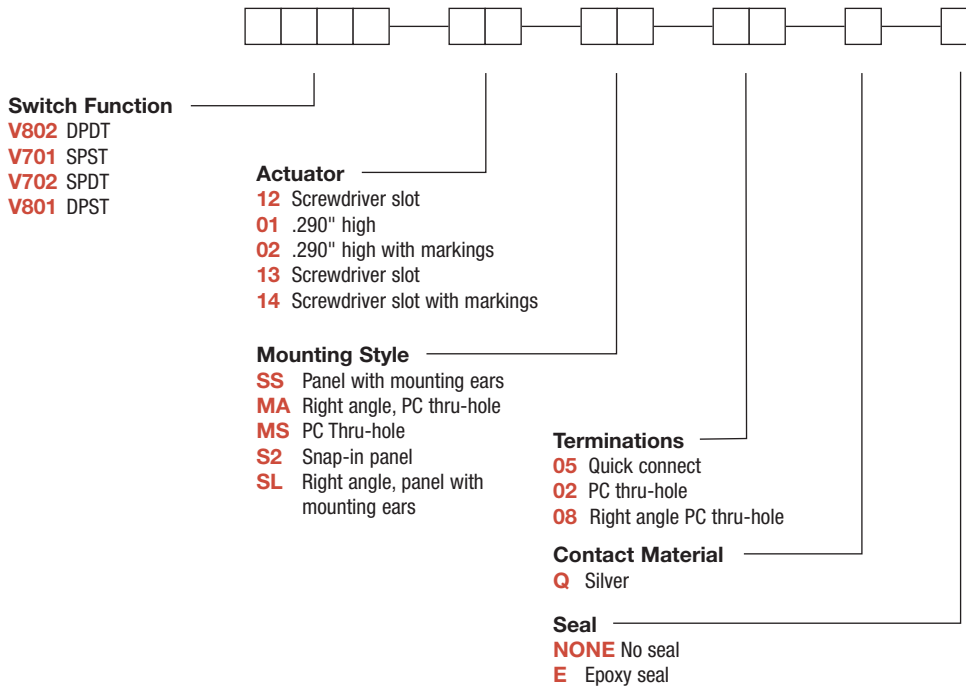 Switch Function
V802 DPDT
V701 SPST
V702 SPDT
V801 DPST
Actuator
12 Screwdriver slot
01 .290" high
02 .290" high with markings
13 Screwdriver slot
14 Screwdriver slot with markings
Mounting Style
SS Panel with mounting ears
MA Right angle, PC thru-hole
MS PC Thru-hole
S2 Snap-in panel
SL Right angle, panel with
mounting ears
Terminations
05 Quick connect
02 PC thru-hole
08 Right angle PC thru-hole
Contact Material
Q Silver
Seal
NONE No seal
E Epoxy seal